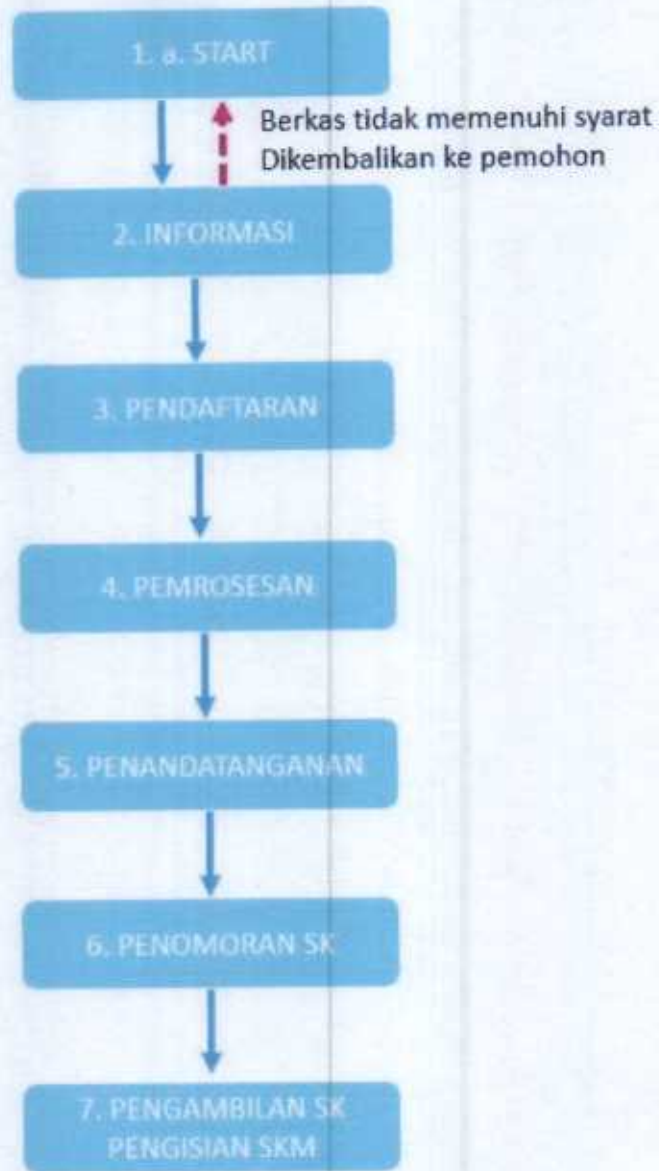 1. a. START
Berkas tidak memenuhi syarat
Dikembalikan ke pemohon
2. INFORMASI
3. PENDAFTARAN
4. PEMROSESAN
5. PENANDATANGANAN
6. PENOMORAN SK
7. PENGAMBILAN SK
PENGISIAN SKM